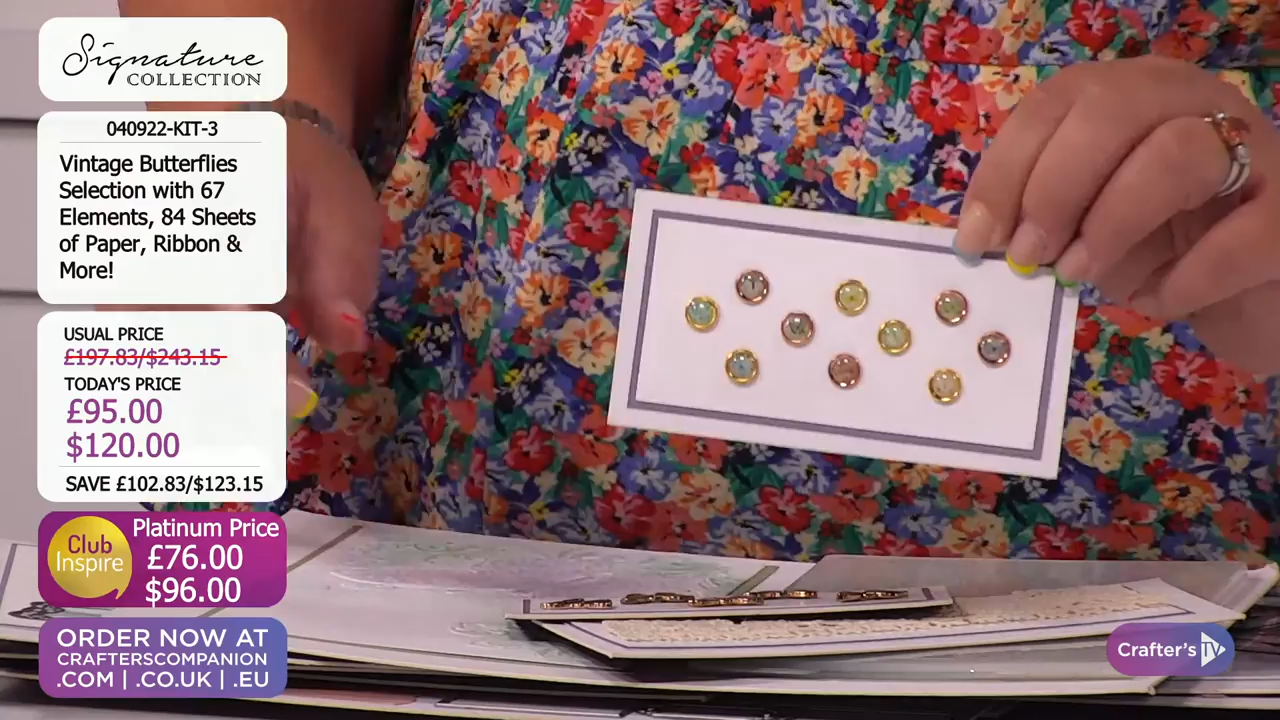 Signature
COLLECTION
040922-KIT-3
Vintage Butterflies
Selection with 67
Elements, 84 Sheets
of Paper, Ribbon &
More!
USUAL PRICE
£197.83/$243.15
TODAY'S PRICE
£95.00
$120.00
SAVE £102.83/$123.15
Club
Inspire
Platinum Price
£76.00
$96.00
ORDER NOW AT
CRAFTERSCOMPANION
.COM | .CO.UK | .EU
Crafter's TV